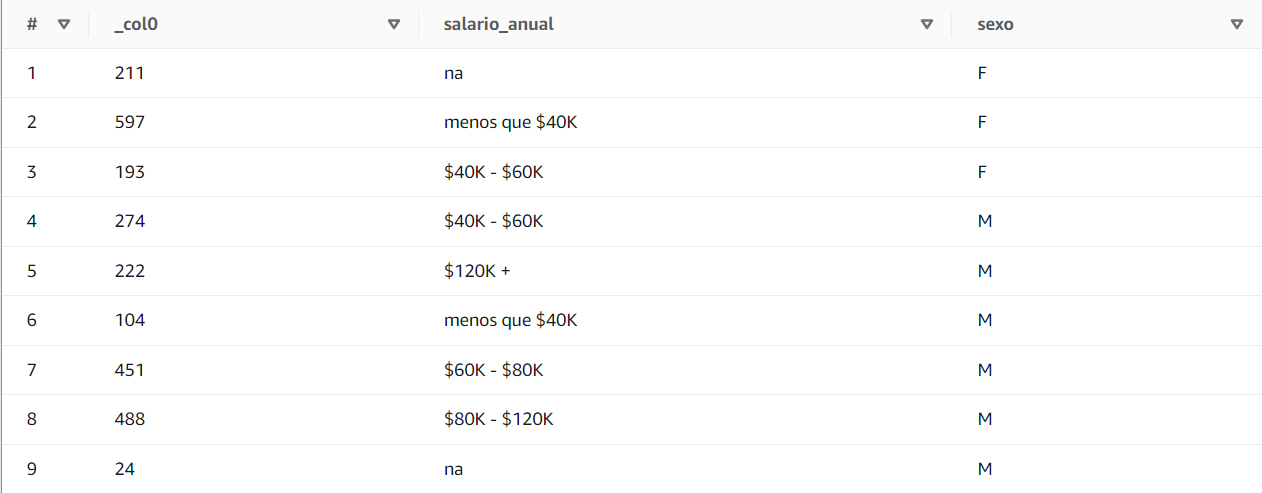 # _col0 salario_anual sexo
1 211 na F
2 597 menos que $40K F
3 193 $40K - $60K F
4 274 $40K - $60K M
5 222 $120K + M
6 104 menos que $40K M
7 451 $60K - $80K M
8 488 $80K - $120K M
9 24 na M